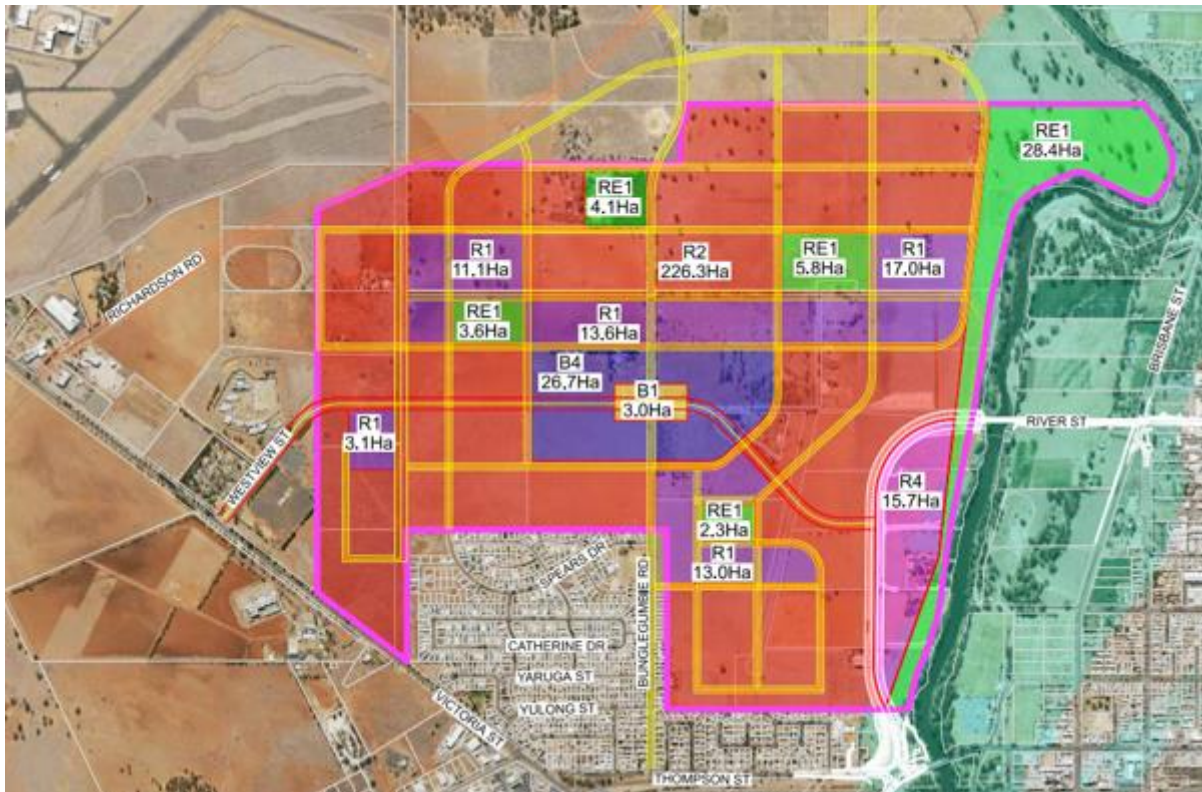 RE1
28.4Ha
RE1
4.1Ha
R1
11.1Ha
R2
226.3Ha
RE1
5.8Ha
R1
17.0Ha
RICHARDSON RD
RE1
3.6Ha
R1
13.6Ha
BRISBANE ST
B4
26.7Ha
B1
3.0Ha
R1
3.1Ha
RIVER ST
WESTVIEW ST
R4
15.7Ha
RE1
2.3Ha
R1
13.0Ha
SPEARS DR
BUNGLEGUMBIE RD
CATHERINE DR
YARUGA ST
YULONG ST
VICTORIA ST
THOMPSON ST